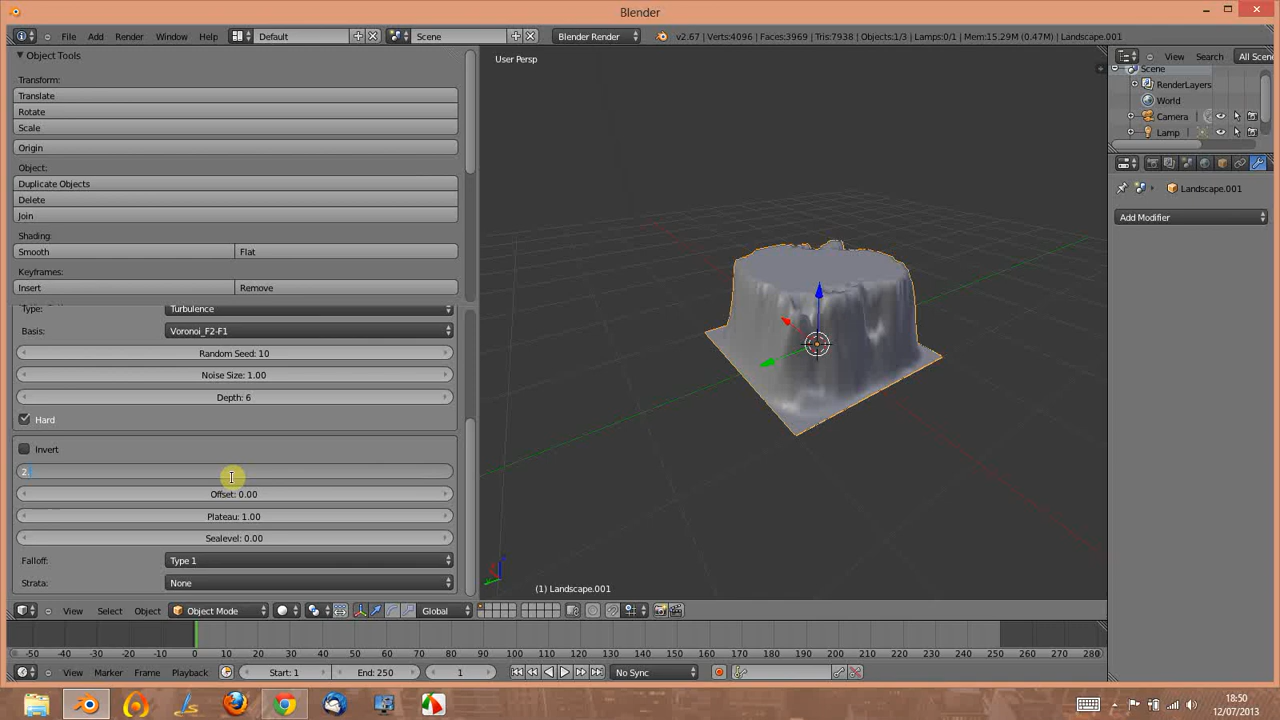 Blender
File Add Render Window Help Default Scene Blender Render v2.67 | Verts:4096 | Faces:3969 | Tris:7938 | Objects:1/3 | Lamps:0/1 | Mem:15.29M (0.47M) | Landscape.001
Object Tools
Transform:
Translate
Rotate
Scale
Origin
Object:
Duplicate Objects
Delete
Join
Shading:
Smooth Flat
Keyframes:
Insert Remove
Turbulence
Basis: Voronoi_F2-F1
Random Seed: 10
Noise Size: 1.00
Depth: 6
Hard
Invert
2
Offset: 0.00
Plateau: 1.00
Sealevel: 0.00
Falloff: Type 1
Strata: None
User Persp
(1) Landscape.001
View Search All Scene
Scene
RenderLayers
World
Camera
Lamp
Landscape.001
Add Modifier
View Select Object Object Mode Global
-50 -40 -30 -20 -10 0 10 20 30 40 50 60 70 80 90 100 110 120 130 140 150 160 170 180 190 200 210 220 230 240 250 260 270 280
View Marker Frame Playback Start: 1 End: 250 1 No Sync
18:50
12/07/2013